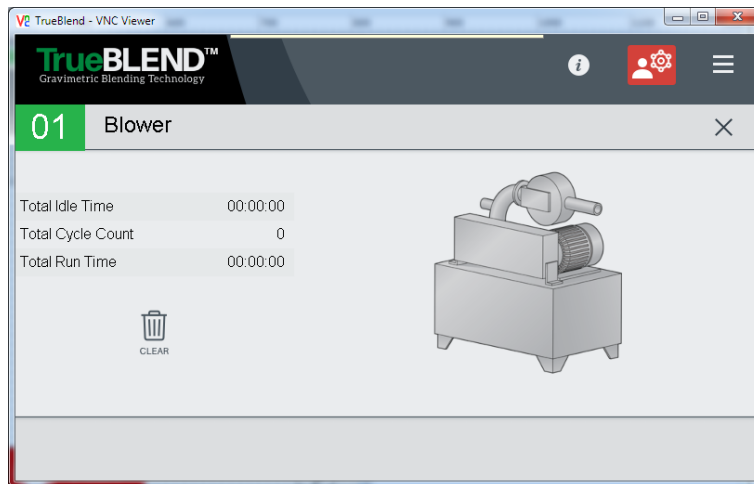 TrueBlend - VNC Viewer
TrueBLEND™
Gravimetric Blending Technology
i
01 Blower
Total Idle Time 00:00:00
Total Cycle Count 0
Total Run Time 00:00:00
CLEAR